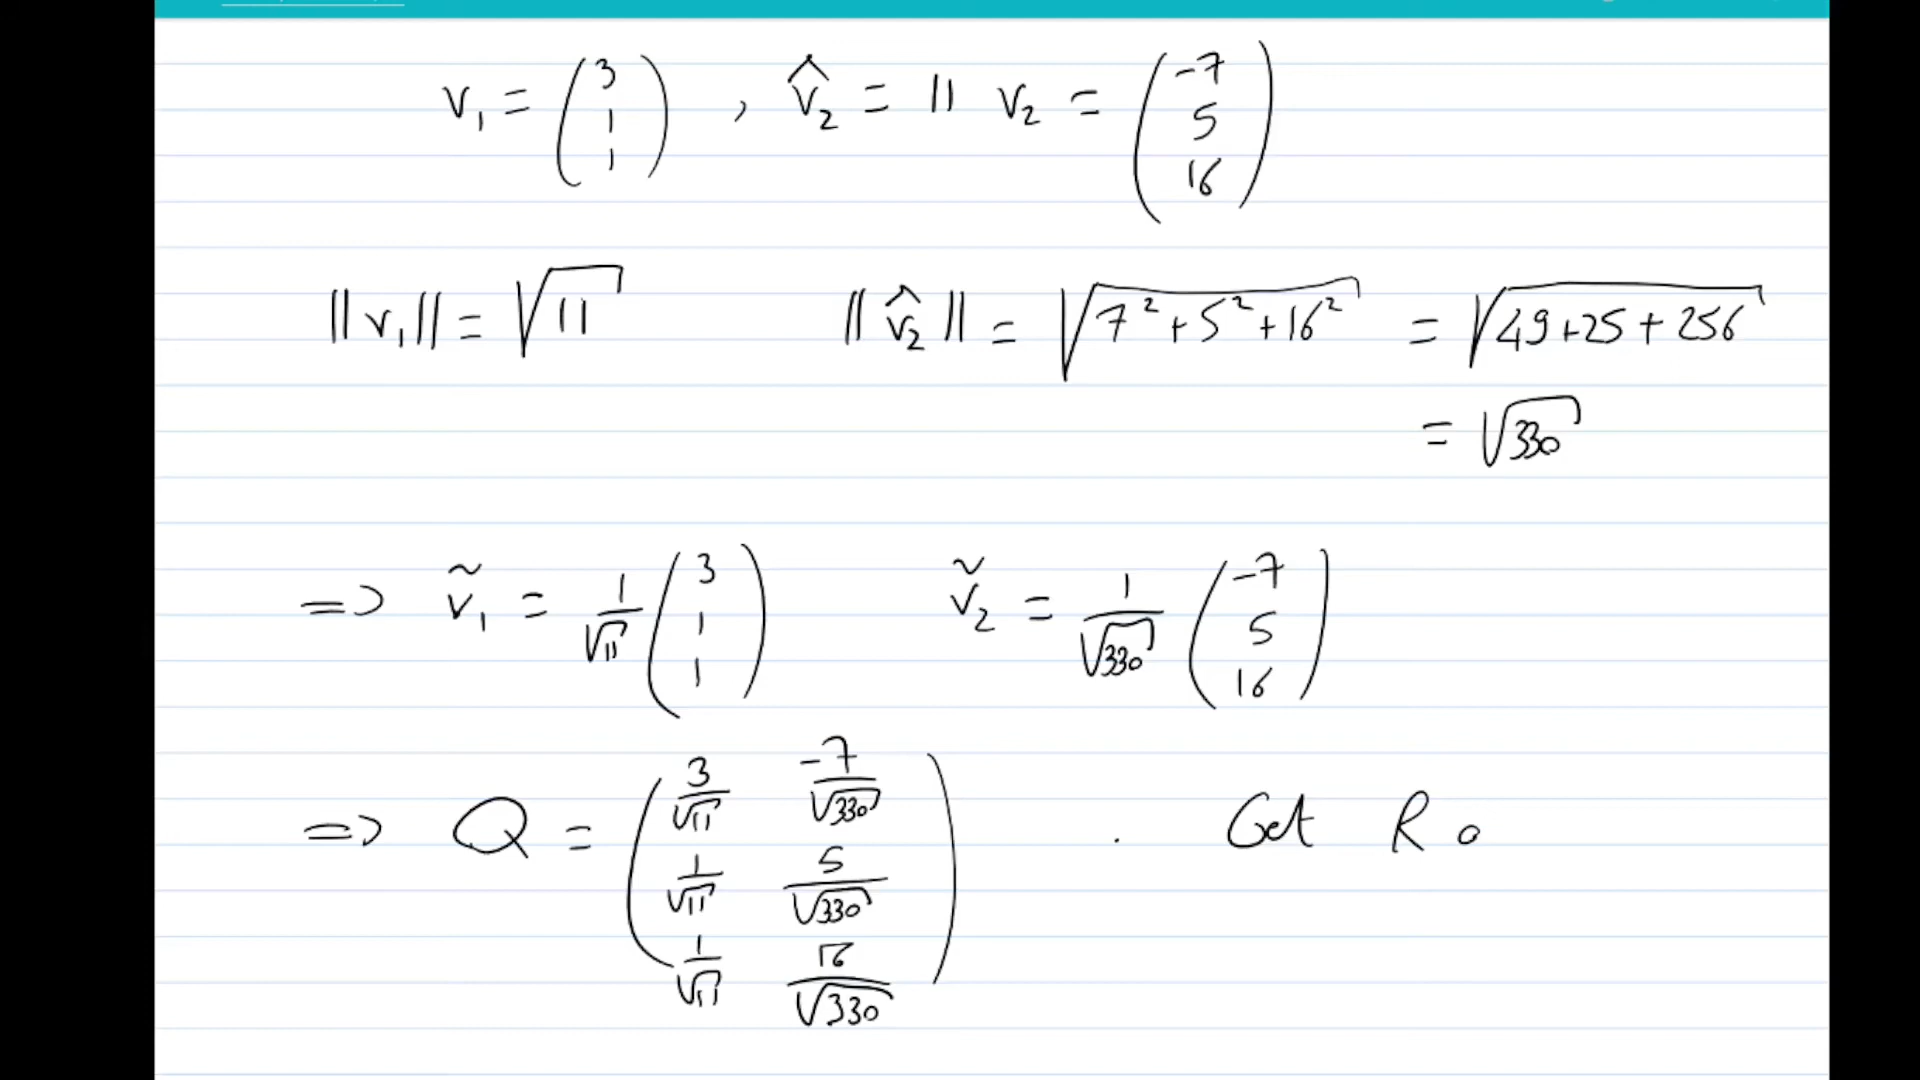 v₁ = (3 1 1) , v̂₂ = 11 v₂ = (-7 5 16)
||v₁|| = √11 ||v̂₂|| = √(7² + 5² + 16²) = √(49 + 25 + 256)
= √330
=> ṽ₁ = 1/√11 (3 1 1) ṽ₂ = 1/√330 (-7 5 16)
=> Q = (3/√11 -7/√330 1/√11 5/√330 1/√11 16/√330) . Get R o